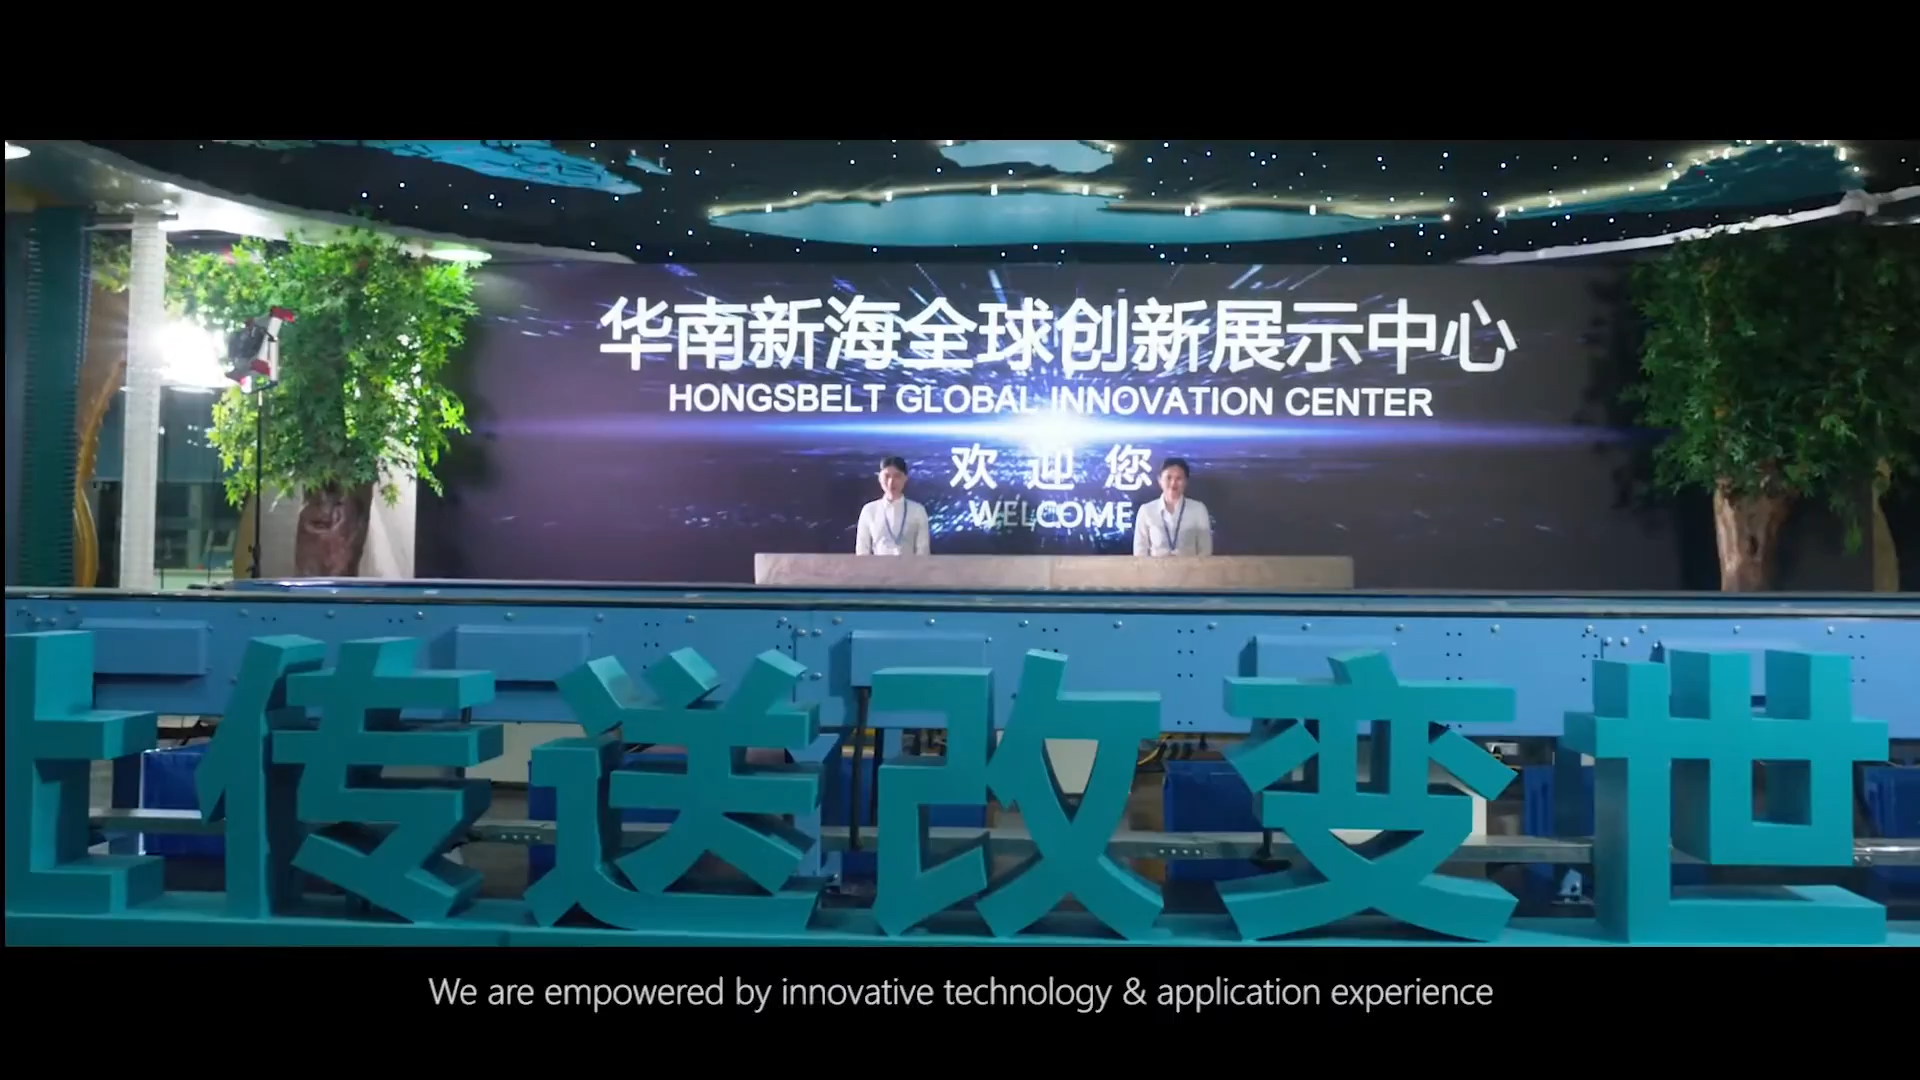 华南新海全球创新展示中心
HONGSBELT GLOBAL INNOVATION CENTER
欢迎您
WELCOME
传送改变世
We are empowered by innovative technology & application experience